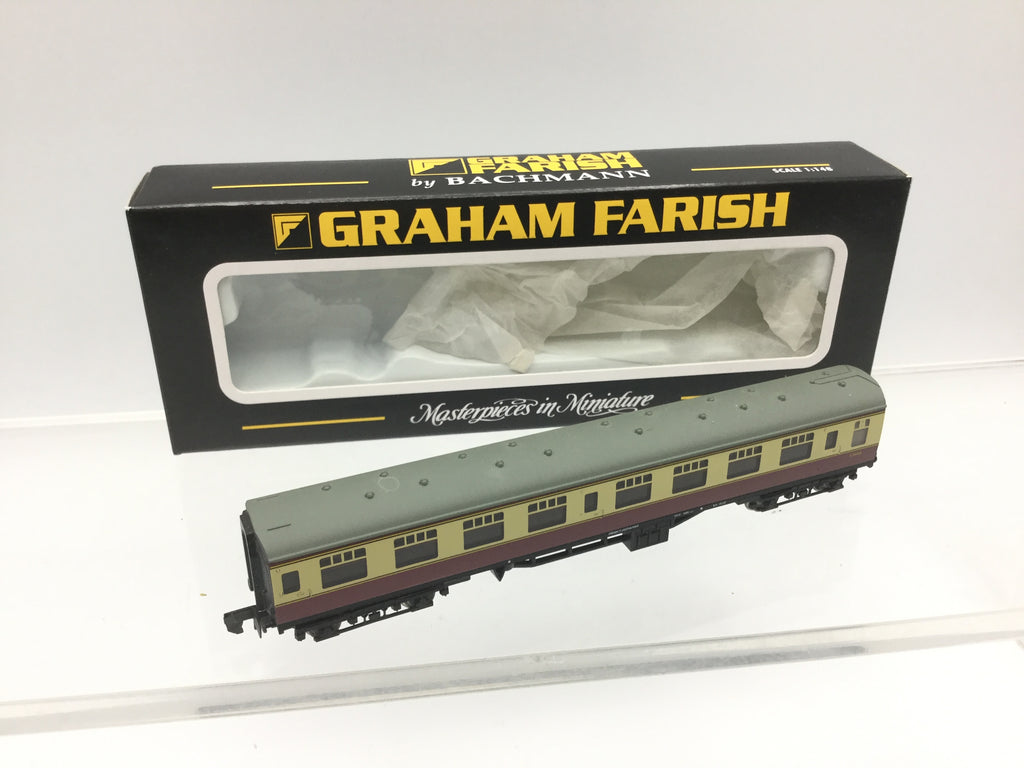 GRAHAM
FARISH
by BACHMANN
SCALE 1:148
GRAHAM FARISH
Masterpieces in Miniature